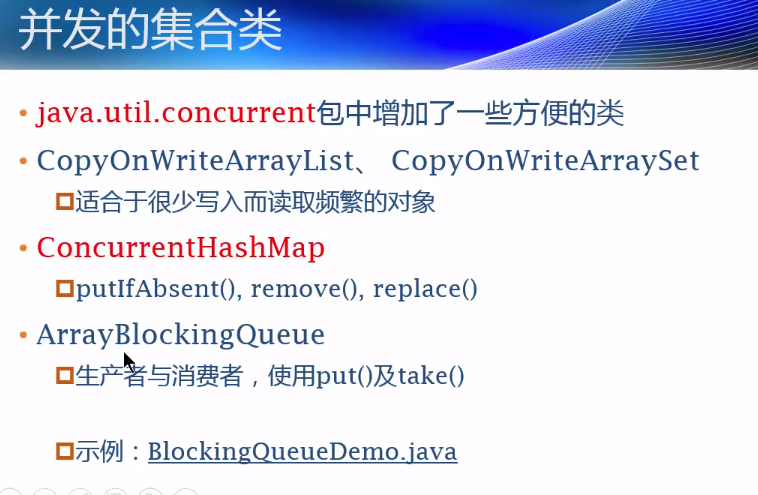 并发的集合类
java.util.concurrent包中增加了一些方便的类
CopyOnWriteArrayList、 CopyOnWriteArraySet
适合于很少写入而读取频繁的对象
ConcurrentHashMap
putIfAbsent(), remove(), replace()
ArrayBlockingQueue
生产者与消费者，使用put()及take()
示例：BlockingQueueDemo.java